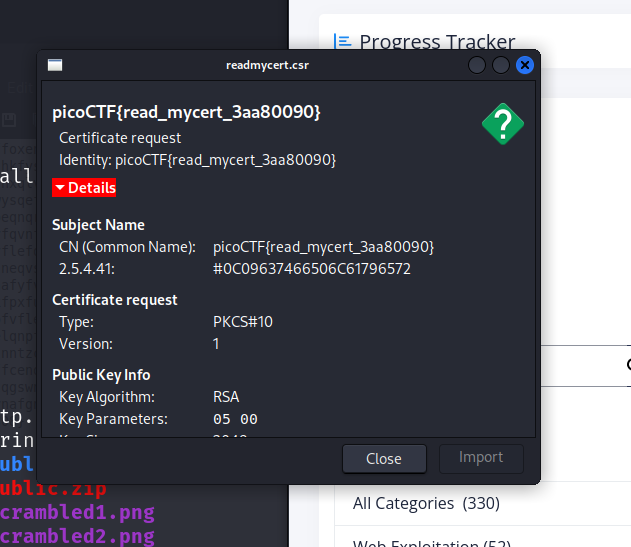 Progress Tracker
readmycert.csr
picoCTF{read_mycert_3aa80090}
Certificate request
Identity: picoCTF{read_mycert_3aa80090}
Details
Subject Name
CN (Common Name): picoCTF{read_mycert_3aa80090}
2.5.4.41: #0C09637466506C61796572
Certificate request
Type: PKCS#10
Version: 1
Public Key Info
Key Algorithm: RSA
Key Parameters: 05 00
Close
Import
all
tp.
rin
ubl
ublic.zip
crambled1.png
crambled2.png
All Categories (330)
Web Exploitation (52)